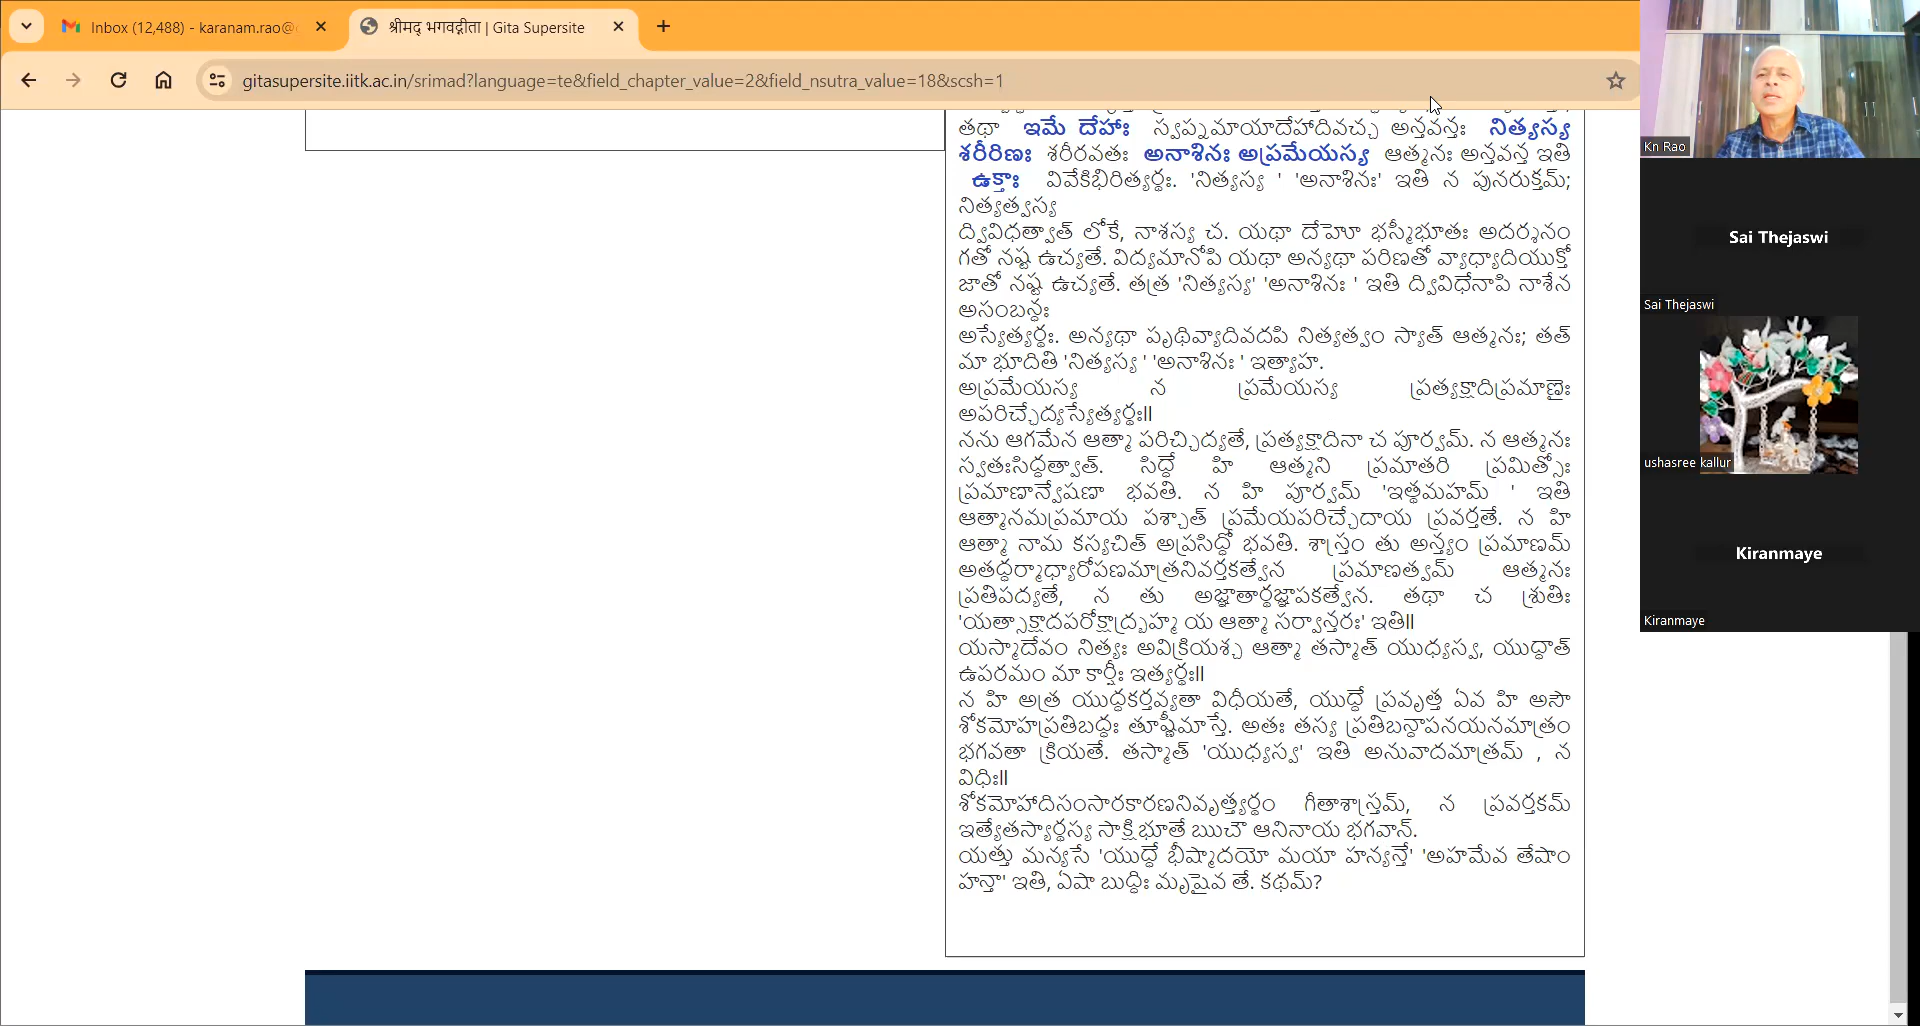 Inbox (12,488) - karanam.rao@
श्रीमद् भगवद्गीता | Gita Supersite
gitasupersite.iitk.ac.in/srimad?language=te&field_chapter_value=2&field_nsutra_value=18&scsh=1
తథా ఇమే దేహాః స్వప్నమాయాదేహాదివచ్చ అన్తవన్తః నిత్యస్య
శరీరిణః శరీరవతః అనాశినః అప్రమేయస్య ఆత్మనః అన్తవన్త ఇతి
ఉక్తాః వివేకిభిరిత్యర్థః. 'నిత్యస్య ' 'అనాశినః' ఇతి న పునరుక్తమ్;
నిత్యత్వస్య
ద్వివిధత్వాత్ లోకే, నాశస్య చ. యథా దేహో భస్మీభూతః అదర్శనం
గతో నష్ట ఉచ్యతే. విద్యమానోపి యథా అన్యథా పరిణతో వ్యాధ్యాదియుక్తో
జాతో నష్ట ఉచ్యతే. తత్ర 'నిత్యస్య' 'అనాశినః ' ఇతి ద్వివిధేనాపి నాశేన
అసంబన్ధః
అస్యేత్యర్థః. అన్యథా పృథివ్యాదివదపి నిత్యత్వం స్యాత్ ఆత్మనః; తత్
మా భూదితి 'నిత్యస్య ' 'అనాశినః ' ఇత్యాహ.
అప్రమేయస్య న ప్రమేయస్య ప్రత్యక్షాదిప్రమాణైః
అపరిచ్ఛేద్యస్యేత్యర్థః॥
నను ఆగమేన ఆత్మా పరిచ్ఛిద్యతే, ప్రత్యక్షాదినా చ పూర్వమ్. న ఆత్మనః
స్వతఃసిద్ధత్వాత్. సిద్ధే హి ఆత్మని ప్రమాతరి ప్రమిత్సోః
ప్రమాణాన్వేషణా భవతి. న హి పూర్వమ్ 'ఇత్థమహమ్ ' ఇతి
ఆత్మానమప్రమాయ పశ్చాత్ ప్రమేయపరిచ్ఛేదాయ ప్రవర్తతే. న హి
ఆత్మా నామ కస్యచిత్ అప్రసిద్ధో భవతి. శాస్త్రం తు అన్త్యం ప్రమాణమ్
అతద్ధర్మాధ్యారోపణమాత్రనివర్తకత్వేన ప్రమాణత్వమ్ ఆత్మనః
ప్రతిపద్యతే, న తు అజ్ఞాతార్థజ్ఞాపకత్వేన. తథా చ శ్రుతిః
'యత్సాక్షాదపరోక్షాద్బ్రహ్మ య ఆత్మా సర్వాన్తరః' ఇతి॥
యస్మాదేవం నిత్యః అవిక్రియశ్చ ఆత్మా తస్మాత్ యుధ్యస్వ, యుద్ధాత్
ఉపరమం మా కార్షీః ఇత్యర్థః॥
న హి అత్ర యుద్ధకర్తవ్యతా విధీయతే, యుద్ధే ప్రవృత్త ఏవ హి అసౌ
శోకమోహప్రతిబద్ధః తూష్ణీమాస్తే. అతః తస్య ప్రతిబన్ధాపనయనమాత్రం
భగవతా క్రియతే. తస్మాత్ 'యుధ్యస్వ' ఇతి అనువాదమాత్రమ్ , న
విధిః॥
శోకమోహాదిసంసారకారణనివృత్త్యర్థం గీతాశాస్త్రమ్, న ప్రవర్తకమ్
ఇత్యేతస్యార్థస్య సాక్షిభూతే ఋచౌ ఆనినాయ భగవాన్.
యత్తు మన్యసే 'యుద్ధే భీష్మాదయో మయా హన్యన్తే' 'అహమేవ తేషాం
హన్తా' ఇతి, ఏషా బుద్ధిః మృషైవ తే. కథమ్?
Kn Rao
Sai Thejaswi
Sai Thejaswi
ushasree kallur
Kiranmaye
Kiranmaye